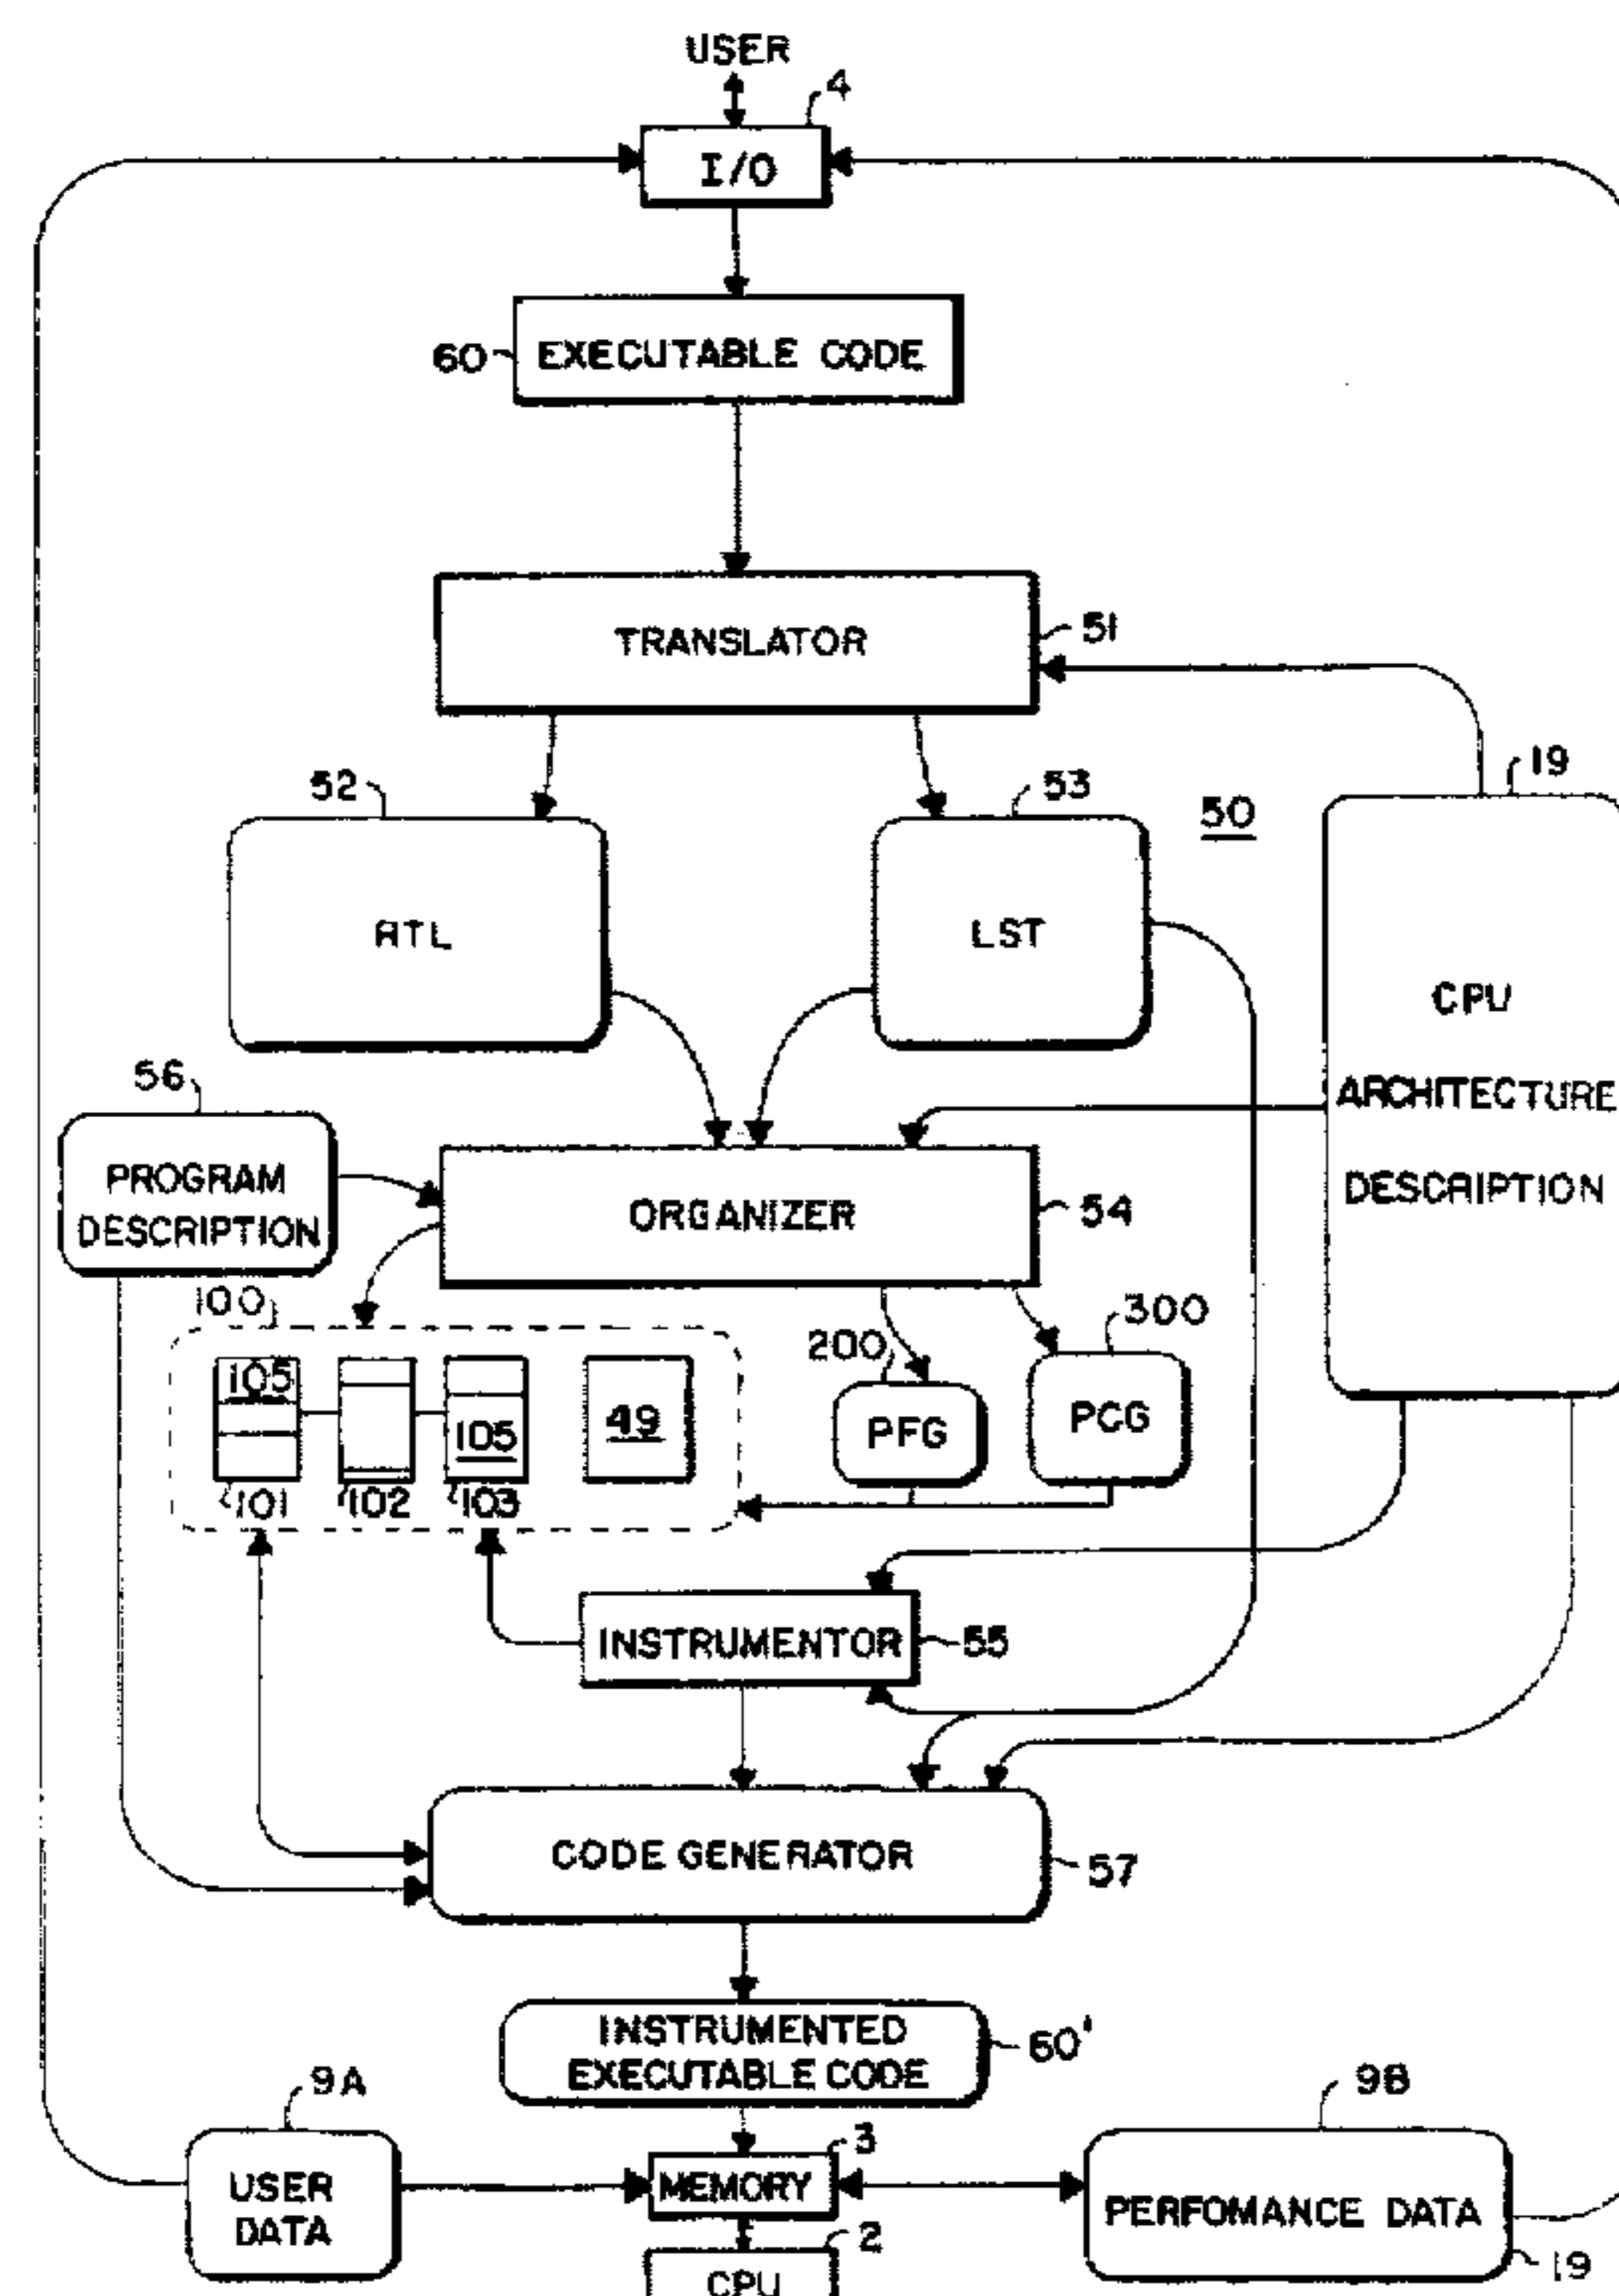 USER
4
I/O
60
EXECUTABLE CODE
TRANSLATOR
51
52
53
50
19
RTL
LST
CPU
ARCHITECTURE
DESCRIPTION
56
PROGRAM
DESCRIPTION
ORGANIZER
54
100
200
300
105
105
49
PFG
PCG
101
102
103
INSTRUMENTOR
55
CODE GENERATOR
57
INSTRUMENTED
EXECUTABLE CODE
60'
9A
3
9B
USER
DATA
MEMORY
PERFOMANCE DATA
2
19
CPU